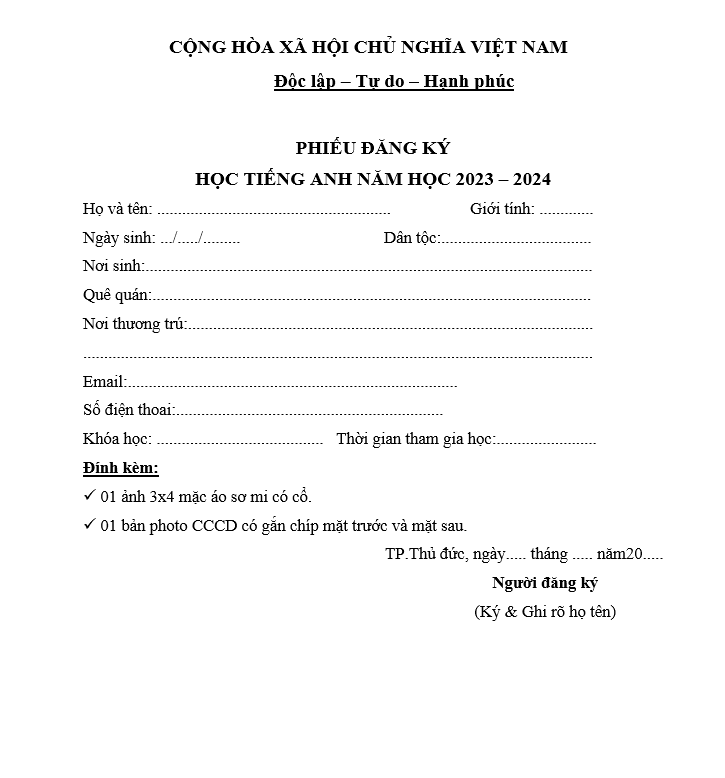 CỘNG HÒA XÃ HỘI CHỦ NGHĨA VIỆT NAM
Độc lập – Tự do – Hạnh phúc
PHIẾU ĐĂNG KÝ
HỌC TIẾNG ANH NĂM HỌC 2023 – 2024
Họ và tên: ........................................................ Giới tính: .............
Ngày sinh: .../...../......... Dân tộc:....................................
Nơi sinh:...........................................................................................................
Quê quán:.........................................................................................................
Nơi thương trú:.................................................................................................
..........................................................................................................................
Email:...............................................................................
Số điện thoai:................................................................
Khóa học: ........................................ Thời gian tham gia học:........................
Đính kèm:
✓ 01 ảnh 3x4 mặc áo sơ mi có cổ.
✓ 01 bản photo CCCD có gắn chíp mặt trước và mặt sau.
TP.Thủ đức, ngày..... tháng ..... năm20.....
Người đăng ký
(Ký & Ghi rõ họ tên)